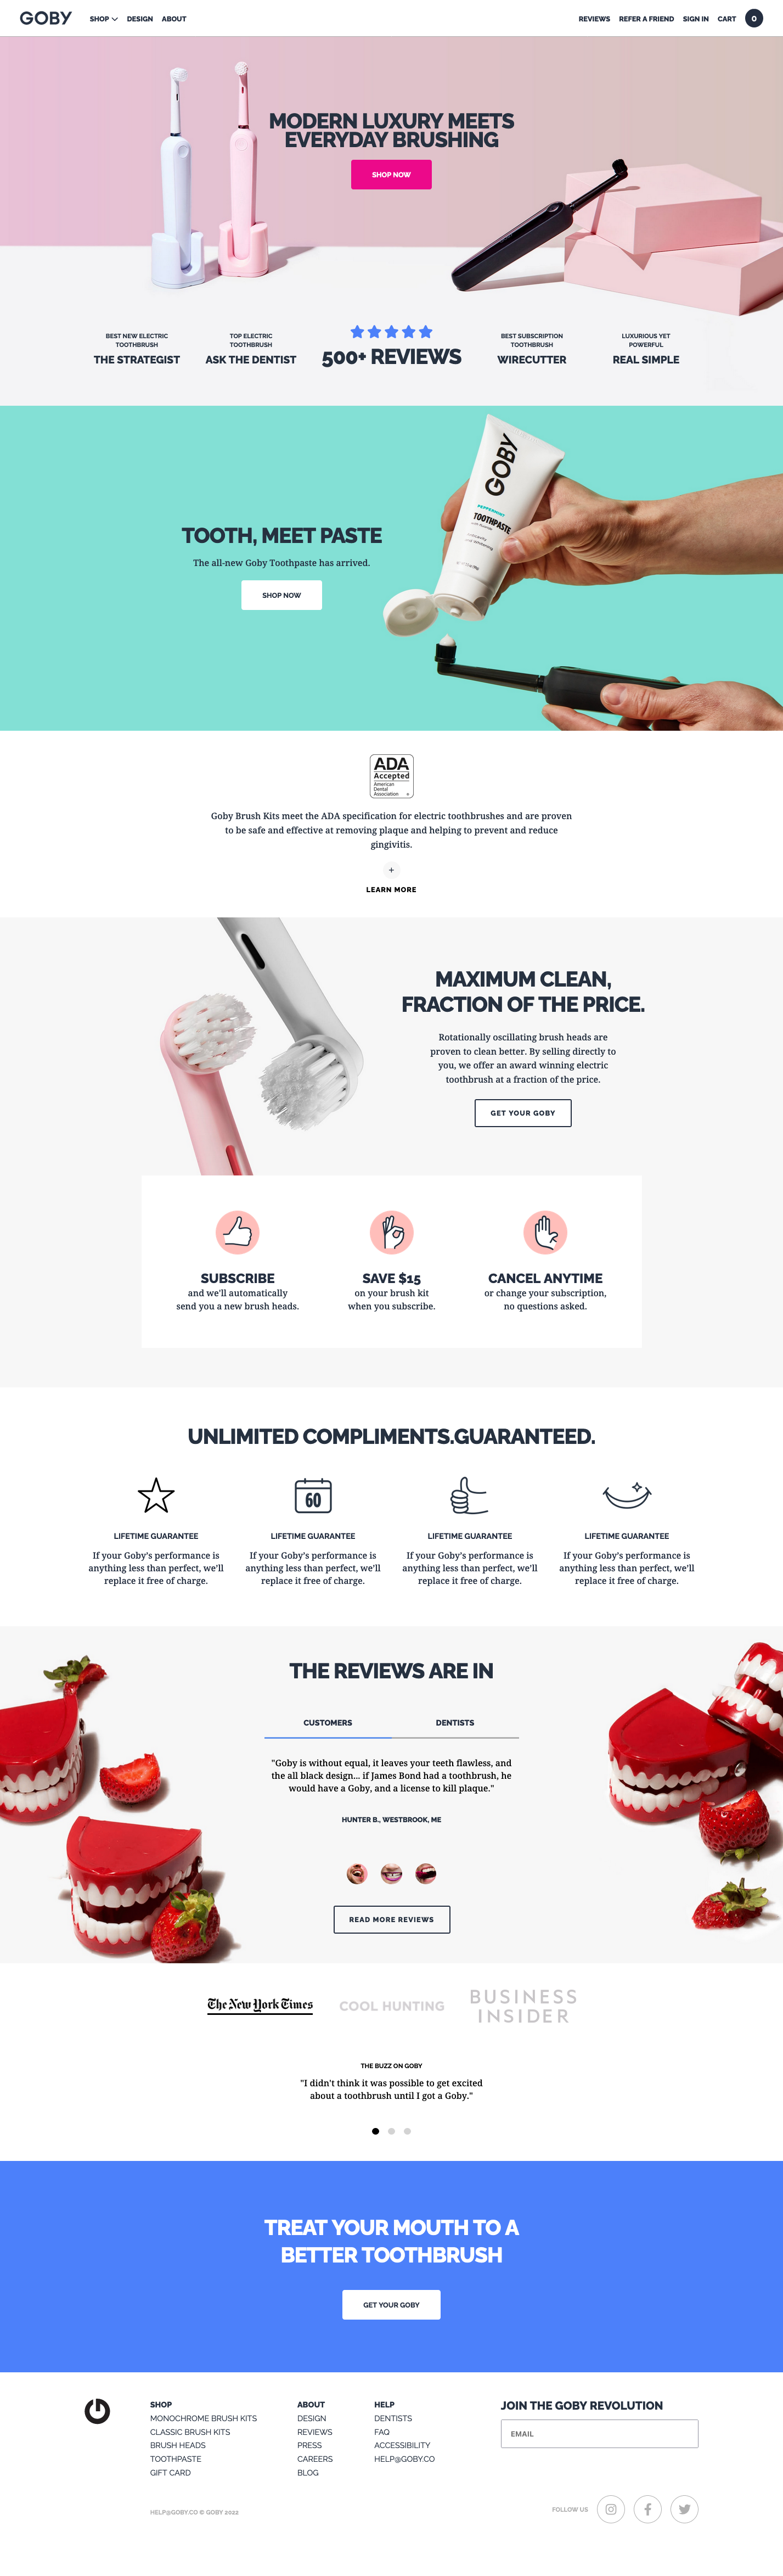 GOBY
SHOP
DESIGN
ABOUT
REVIEWS
REFER A FRIEND
SIGN IN
CART
0
MODERN LUXURY MEETS
EVERYDAY BRUSHING
SHOP NOW
BEST NEW ELECTRIC
TOOTHBRUSH
THE STRATEGIST
TOP ELECTRIC
TOOTHBRUSH
ASK THE DENTIST
500+ REVIEWS
BEST SUBSCRIPTION
TOOTHBRUSH
WIRECUTTER
LUXURIOUS YET
POWERFUL
REAL SIMPLE
TOOTH, MEET PASTE
The all-new Goby Toothpaste has arrived.
SHOP NOW
GOBY
PEPPERMINT
TOOTHPASTE
ADA
Accepted
American
Dental
Association ®
Goby Brush Kits meet the ADA specification for electric toothbrushes and are proven
to be safe and effective at removing plaque and helping to prevent and reduce
gingivitis.
+
LEARN MORE
MAXIMUM CLEAN,
FRACTION OF THE PRICE.
Rotationally oscillating brush heads are
proven to clean better. By selling directly to
you, we offer an award winning electric
toothbrush at a fraction of the price.
GET YOUR GOBY
SUBSCRIBE
and we'll automatically
send you a new brush heads.
SAVE $15
on your brush kit
when you subscribe.
CANCEL ANYTIME
or change your subscription,
no questions asked.
UNLIMITED COMPLIMENTS.GUARANTEED.
LIFETIME GUARANTEE
If your Goby's performance is
anything less than perfect, we'll
replace it free of charge.
60
LIFETIME GUARANTEE
If your Goby's performance is
anything less than perfect, we'll
replace it free of charge.
LIFETIME GUARANTEE
If your Goby's performance is
anything less than perfect, we'll
replace it free of charge.
LIFETIME GUARANTEE
If your Goby's performance is
anything less than perfect, we'll
replace it free of charge.
THE REVIEWS ARE IN
CUSTOMERS
DENTISTS
"Goby is without equal, it leaves your teeth flawless, and
the all black design... if James Bond had a toothbrush, he
would have a Goby, and a license to kill plaque."
HUNTER B., WESTBROOK, ME
READ MORE REVIEWS
The New York Times
COOL HUNTING
BUSINESS
INSIDER
THE BUZZ ON GOBY
"I didn't think it was possible to get excited
about a toothbrush until I got a Goby."
TREAT YOUR MOUTH TO A
BETTER TOOTHBRUSH
GET YOUR GOBY
SHOP
MONOCHROME BRUSH KITS
CLASSIC BRUSH KITS
BRUSH HEADS
TOOTHPASTE
GIFT CARD
ABOUT
DESIGN
REVIEWS
PRESS
CAREERS
BLOG
HELP
DENTISTS
FAQ
ACCESSIBILITY
HELP@GOBY.CO
JOIN THE GOBY REVOLUTION
EMAIL
HELP@GOBY.CO © GOBY 2022
FOLLOW US